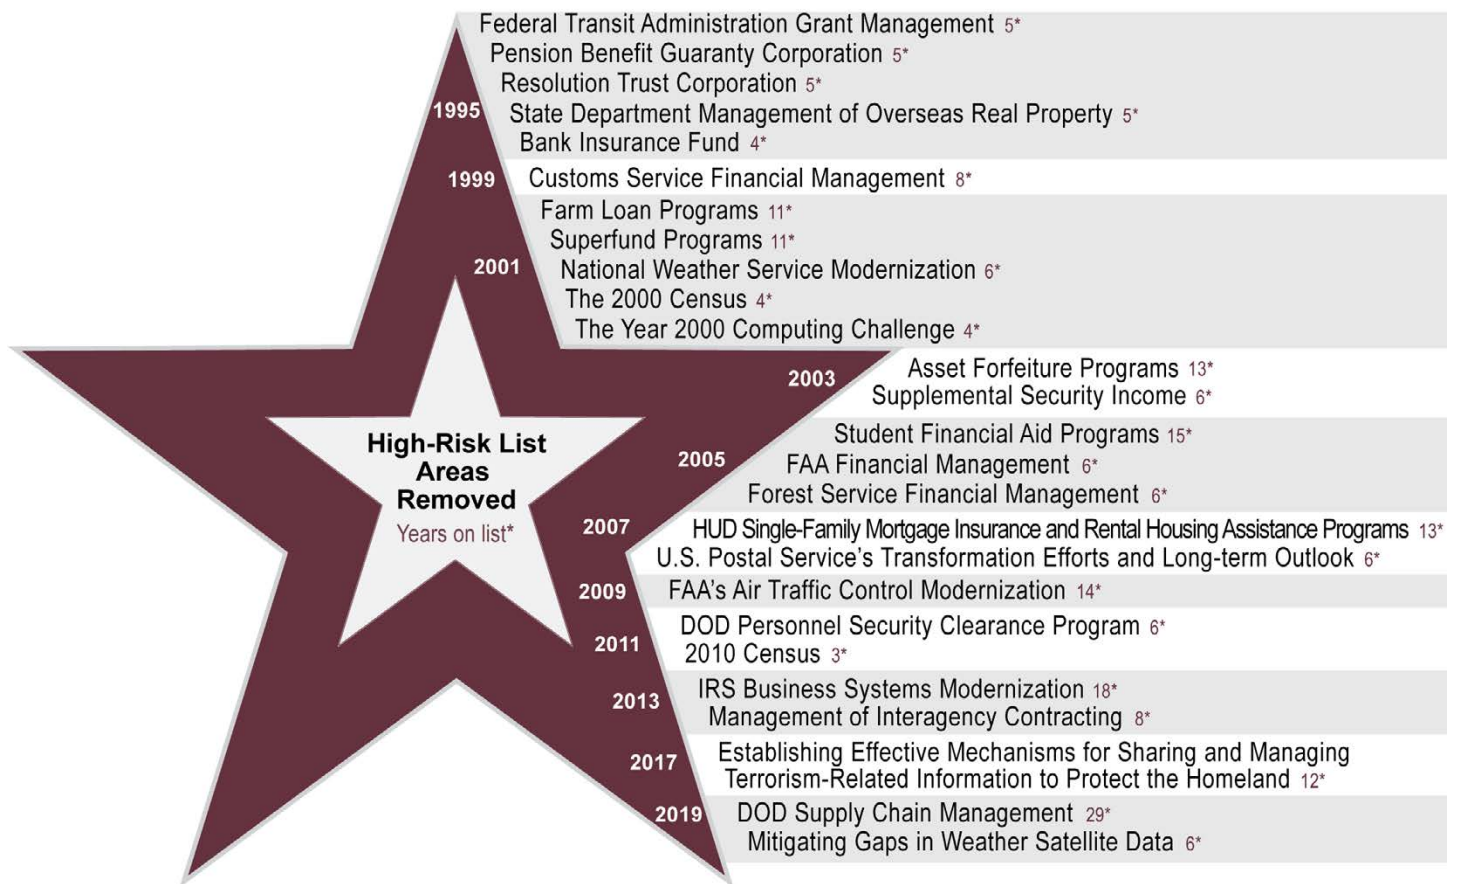 Federal Transit Administration Grant Management 5*
Pension Benefit Guaranty Corporation 5*
Resolution Trust Corporation 5*
1995
State Department Management of Overseas Real Property 5*
Bank Insurance Fund 4*
1999
Customs Service Financial Management 8*
Farm Loan Programs 11*
Superfund Programs 11*
2001
National Weather Service Modernization 6*
The 2000 Census 4*
The Year 2000 Computing Challenge 4*
2003
Asset Forfeiture Programs 13*
Supplemental Security Income 6*
High-Risk List
Areas
Removed
Years on list*
2005
Student Financial Aid Programs 15*
FAA Financial Management 6*
Forest Service Financial Management 6*
2007
HUD Single-Family Mortgage Insurance and Rental Housing Assistance Programs 13*
U.S. Postal Service's Transformation Efforts and Long-term Outlook 6*
2009
FAA's Air Traffic Control Modernization 14*
2011
DOD Personnel Security Clearance Program 6*
2010 Census 3*
2013
IRS Business Systems Modernization 18*
Management of Interagency Contracting 8*
2017
Establishing Effective Mechanisms for Sharing and Managing
Terrorism-Related Information to Protect the Homeland 12*
2019
DOD Supply Chain Management 29*
Mitigating Gaps in Weather Satellite Data 6*